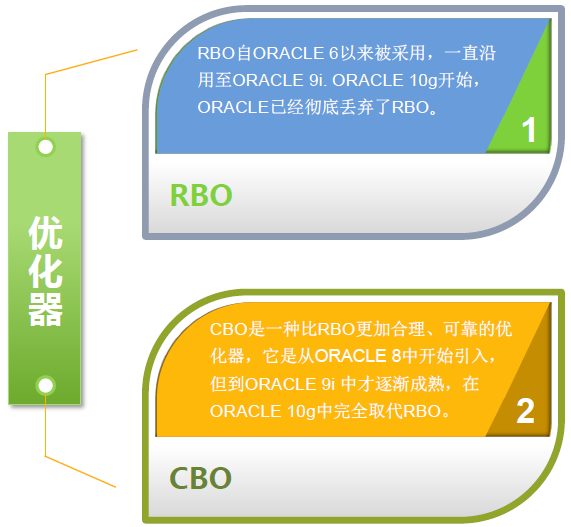 优化器
RBO自ORACLE 6以来被采用，一直沿
用至ORACLE 9i. ORACLE 10g开始，
ORACLE已经彻底丢弃了RBO。
1
RBO
CBO是一种比RBO更加合理、可靠的优
化器，它是从ORACLE 8中开始引入，
但到ORACLE 9i 中才逐渐成熟，在
ORACLE 10g中完全取代RBO。
2
CBO